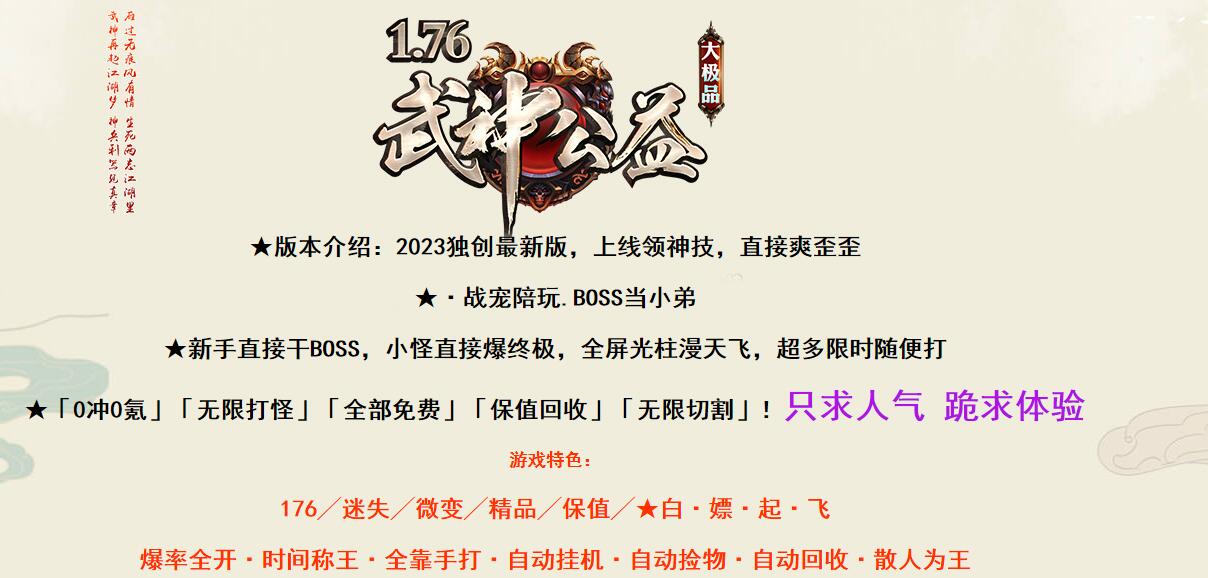 雁过无痕风有情 生死两忘江湖里
武神再起江湖梦 神兵利器现真章
1.76
武神公益
大极品
★版本介绍：2023独创最新版，上线领神技，直接爽歪歪
★·战宠陪玩.BOSS当小弟
★新手直接干BOSS，小怪直接爆终极，全屏光柱漫天飞，超多限时随便打
★「0冲0氪」「无限打怪」「全部免费」「保值回收」「无限切割」! 只求人气 跪求体验
游戏特色：
176／迷失／微变／精品／保值／★白·嫖·起·飞
爆率全开·时间称王·全靠手打·自动挂机·自动捡物·自动回收·散人为王